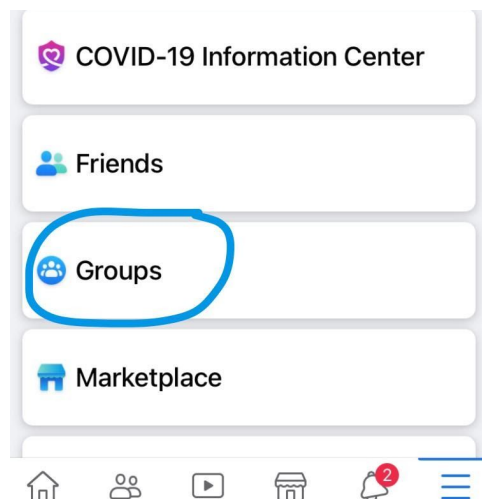 COVID-19 Information Center
Friends
Groups
Marketplace
2